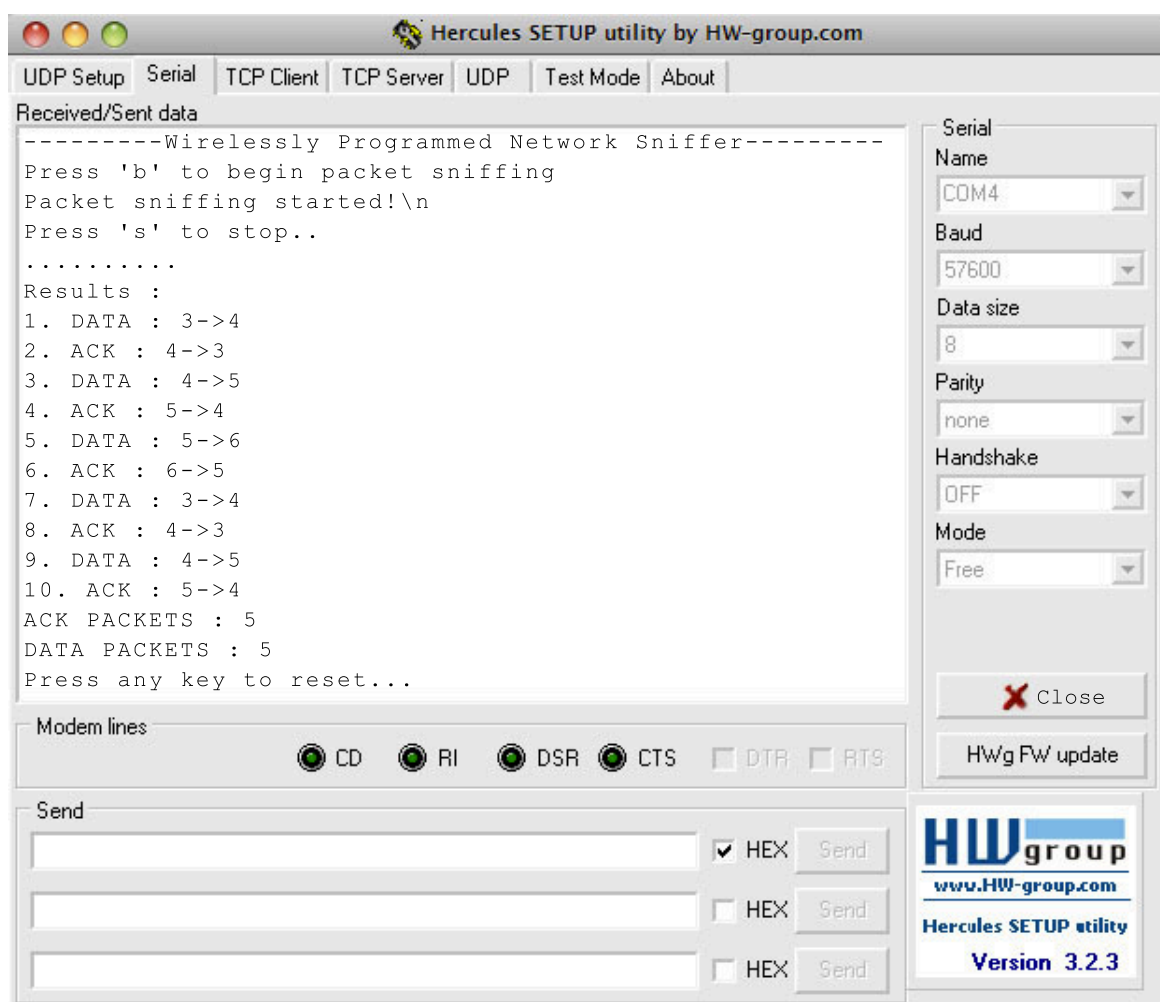 Hercules SETUP utility by HW-group.com
UDP Setup Serial TCP Client TCP Server UDP Test Mode About
Received/Sent data
---------Wirelessly Programmed Network Sniffer---------
Press 'b' to begin packet sniffing
Packet sniffing started!\n
Press 's' to stop..
..........
Results :
1. DATA : 3->4
2. ACK : 4->3
3. DATA : 4->5
4. ACK : 5->4
5. DATA : 5->6
6. ACK : 6->5
7. DATA : 3->4
8. ACK : 4->3
9. DATA : 4->5
10. ACK : 5->4
ACK PACKETS : 5
DATA PACKETS : 5
Press any key to reset...
Serial
Name
COM4
Baud
57600
Data size
8
Parity
none
Handshake
OFF
Mode
Free
Close
HWg FW update
Modem lines
CD RI DSR CTS DTR RTS
Send
HEX Send
HEX Send
HEX Send
HWgroup
www.HW-group.com
Hercules SETUP utility
Version 3.2.3